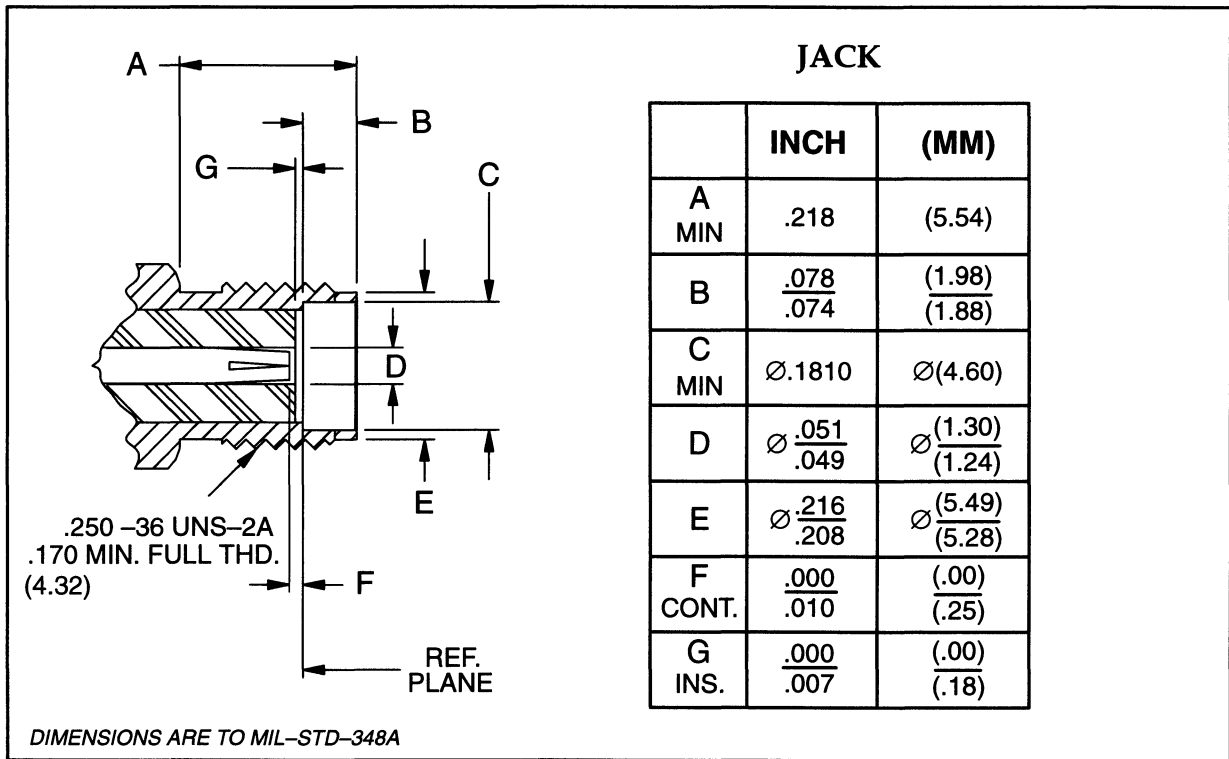 JACK
A
B
G
C
D
E
.250 –36 UNS–2A
.170 MIN. FULL THD.
(4.32)
F
REF.
PLANE
DIMENSIONS ARE TO MIL–STD–348A
INCH (MM)
A MIN .218 (5.54)
B .078 (1.98)
.074 (1.88)
C MIN Ø.1810 Ø(4.60)
D Ø .051 Ø (1.30)
.049 (1.24)
E Ø .216 Ø (5.49)
.208 (5.28)
F CONT. .000 (.00)
.010 (.25)
G INS. .000 (.00)
.007 (.18)